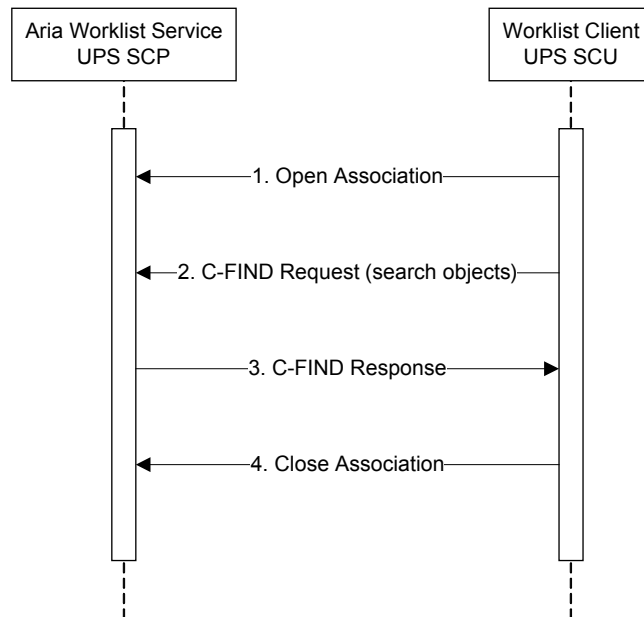 Aria Worklist Service
UPS SCP
Worklist Client
UPS SCU
1. Open Association
2. C-FIND Request (search objects)
3. C-FIND Response
4. Close Association